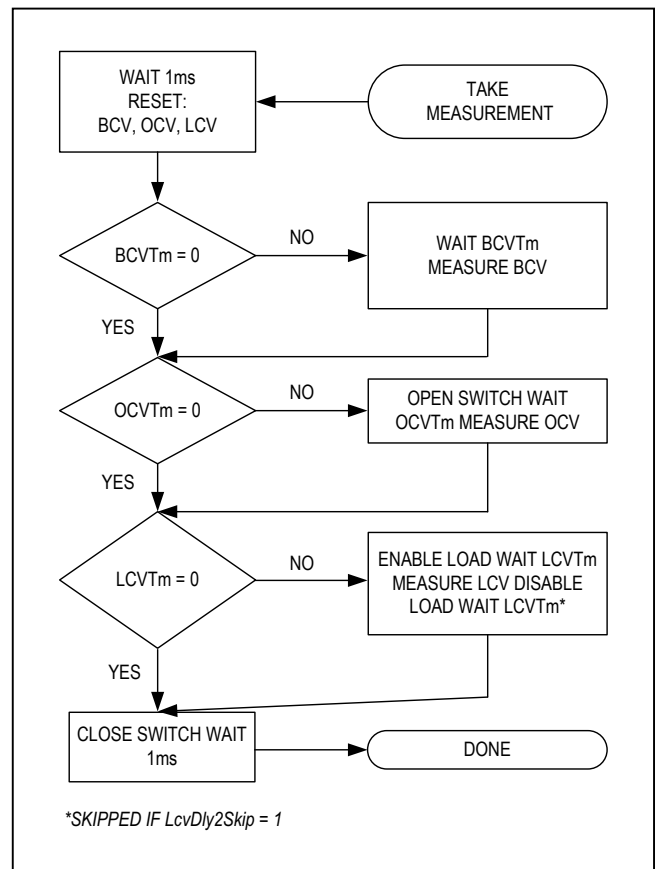 WAIT 1ms
RESET:
BCV, OCV, LCV
TAKE
MEASUREMENT
BCVTm = 0
NO
WAIT BCVTm
MEASURE BCV
YES
OCVTm = 0
NO
OPEN SWITCH WAIT
OCVTm MEASURE OCV
YES
LCVTm = 0
NO
ENABLE LOAD WAIT LCVTm
MEASURE LCV DISABLE
LOAD WAIT LCVTm*
YES
CLOSE SWITCH WAIT
1ms
DONE
*SKIPPED IF LcvDly2Skip = 1